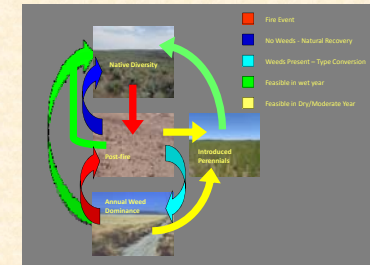 Native Diversity
Post-fire
Annual Weed
Dominance
Introduced
Perennials
Fire Event
No Weeds - Natural Recovery
Weeds Present – Type Conversion
Feasible in wet year
Feasible in Dry/Moderate Year